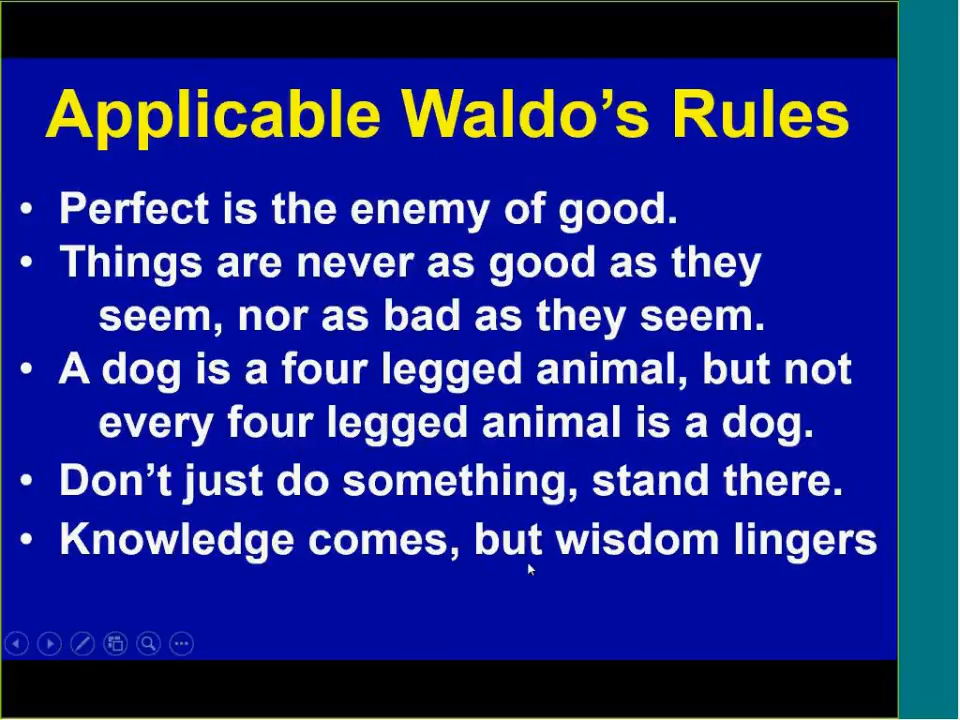 Applicable Waldo’s Rules
• Perfect is the enemy of good.
• Things are never as good as they
seem, nor as bad as they seem.
• A dog is a four legged animal, but not
every four legged animal is a dog.
• Don’t just do something, stand there.
• Knowledge comes, but wisdom lingers